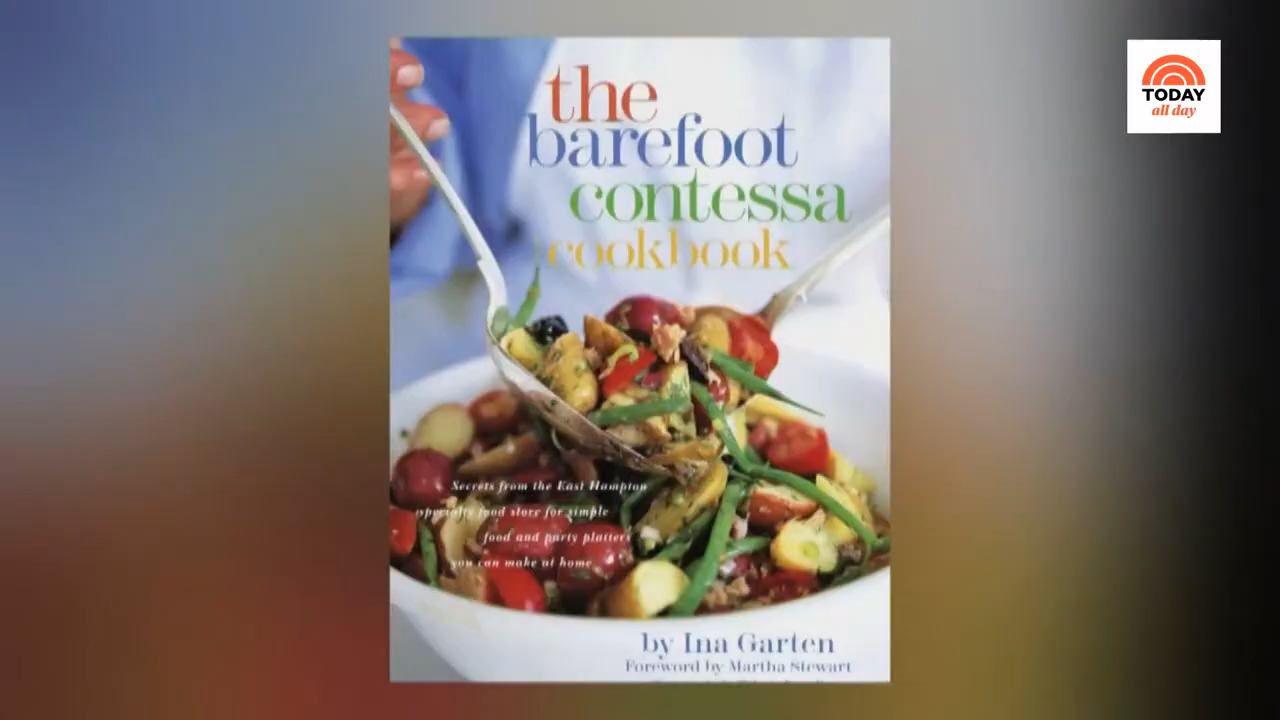 the
barefoot
contessa
cookbook
TODAY
all day
Secrets from the East Hampton
specialty food store for simple
food and party platters
you can make at home
by Ina Garten
Foreword by Martha Stewart